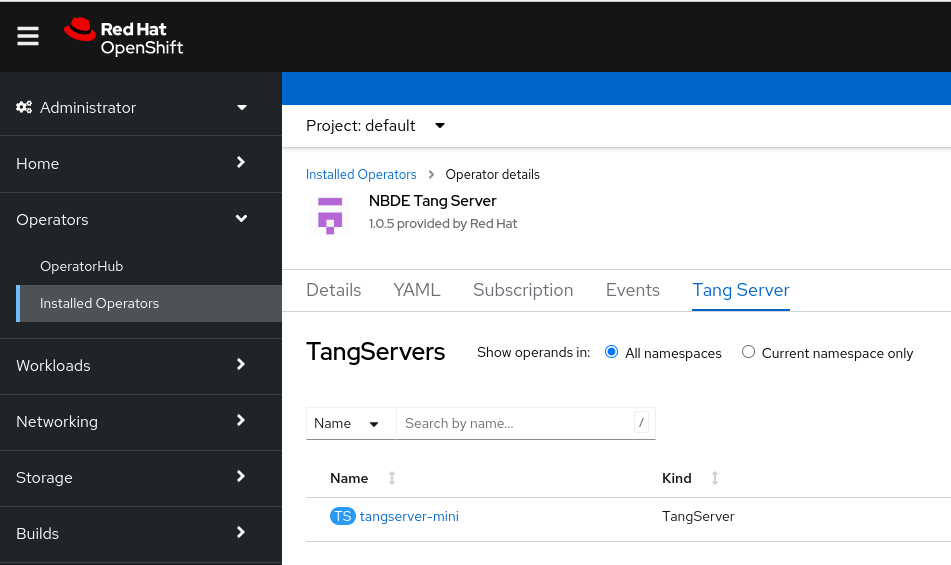 Red Hat
OpenShift
Administrator
Home
Operators
OperatorHub
Installed Operators
Workloads
Networking
Storage
Builds
Project: default
Installed Operators > Operator details
NBDE Tang Server
1.0.5 provided by Red Hat
Details YAML Subscription Events Tang Server
TangServers Show operands in: All namespaces Current namespace only
Name Search by name... /
Name Kind
TS tangserver-mini TangServer